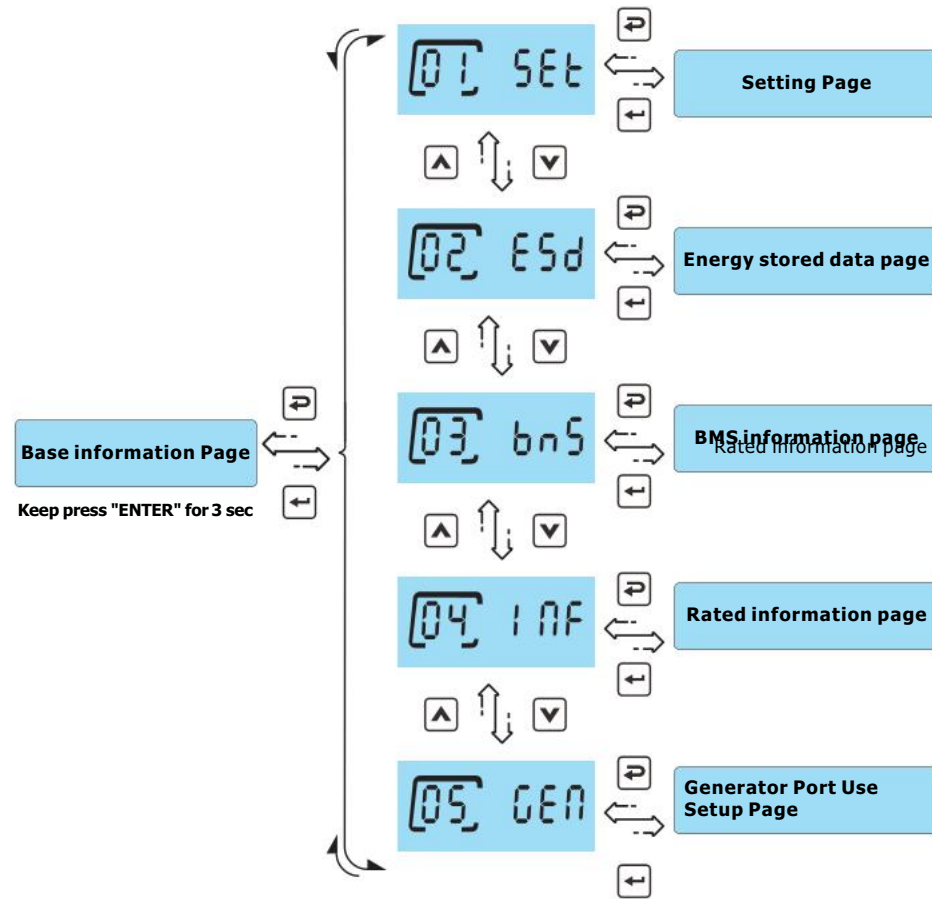 01 SEt
Setting Page
02 ESd
Energy stored data page
03 bnS
BMS information page
Rated information page
Base information Page
Keep press "ENTER" for 3 sec
04 INF
Rated information page
05 GEN
Generator Port Use
Setup Page